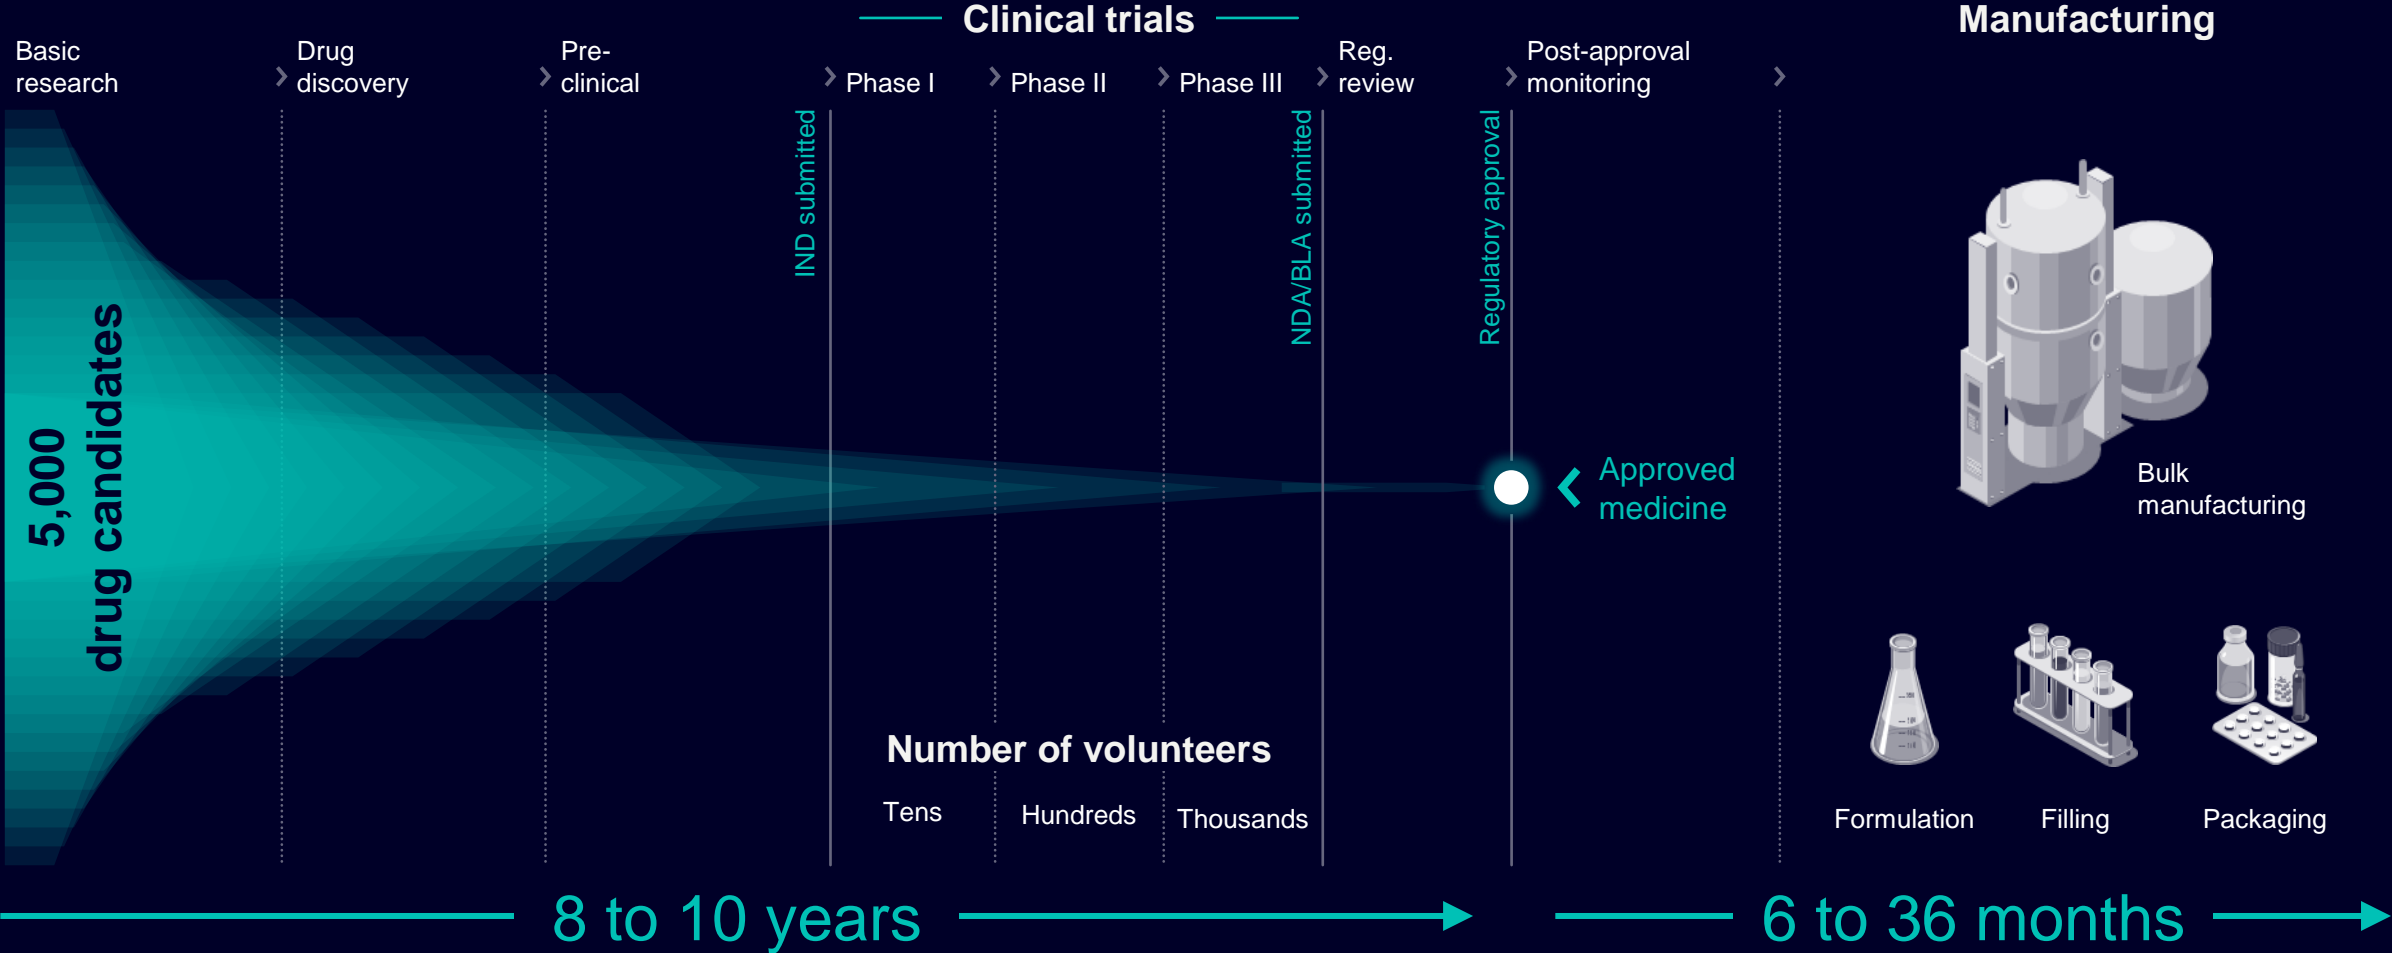 Clinical trials
Manufacturing
Basic
research
Drug
discovery
Pre-
clinical
Phase I
Phase II
Phase III
Reg.
review
Post-approval
monitoring
IND submitted
NDA/BLA submitted
Regulatory approval
5,000
drug candidates
Approved
medicine
Bulk
manufacturing
Number of volunteers
Tens
Hundreds
Thousands
Formulation
Filling
Packaging
8 to 10 years
6 to 36 months